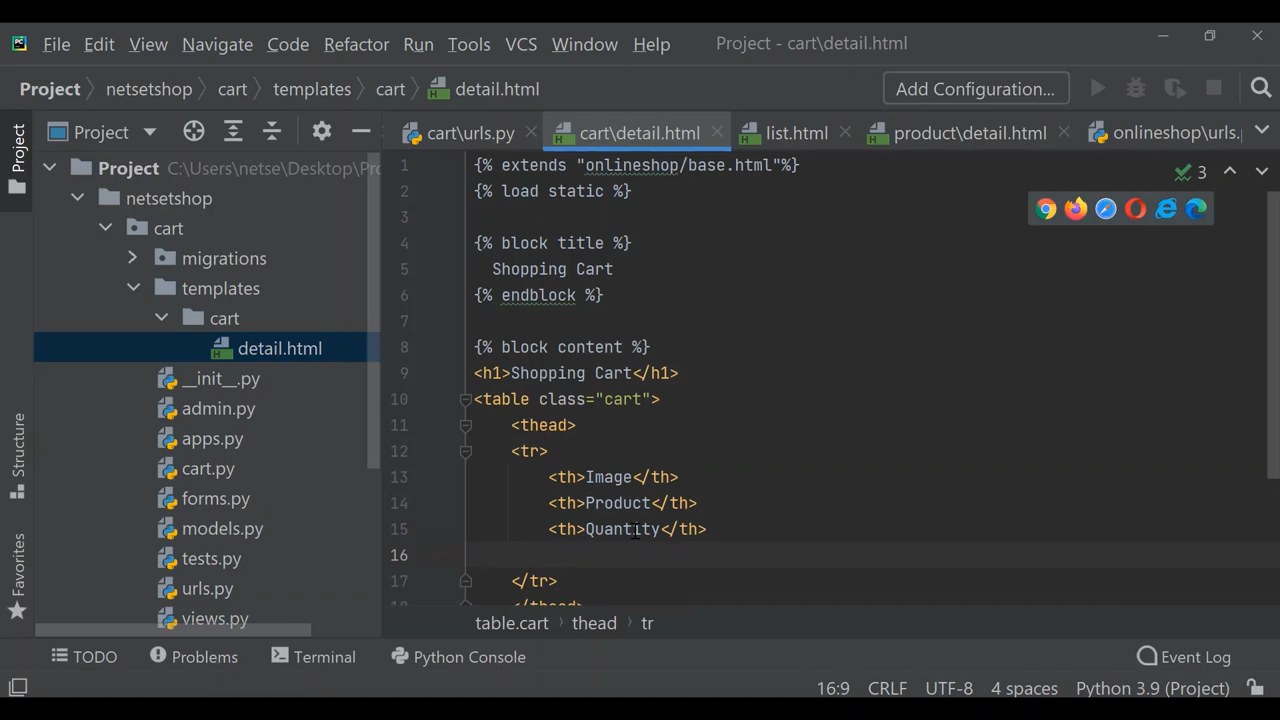 File Edit View Navigate Code Refactor Run Tools VCS Window Help Project - cart\detail.html
Project netsetshop cart templates cart detail.html Add Configuration...
Project
Project
cart\urls.py cart\detail.html list.html product\detail.html onlineshop\urls.
Project C:\Users\netse\Desktop\Pr
netsetshop
cart
migrations
templates
cart
detail.html
__init__.py
admin.py
apps.py
cart.py
forms.py
models.py
tests.py
urls.py
views.py
1 {% extends "onlineshop/base.html"%}
2 {% load static %}
3
4 {% block title %}
5 Shopping Cart
6 {% endblock %}
7
8 {% block content %}
9 <h1>Shopping Cart</h1>
10 <table class="cart">
11 <thead>
12 <tr>
13 <th>Image</th>
14 <th>Product</th>
15 <th>Quantity</th>
16
17 </tr>
</thead>
3
table.cart thead tr
Structure
Favorites
TODO Problems Terminal Python Console Event Log
16:9 CRLF UTF-8 4 spaces Python 3.9 (Project)